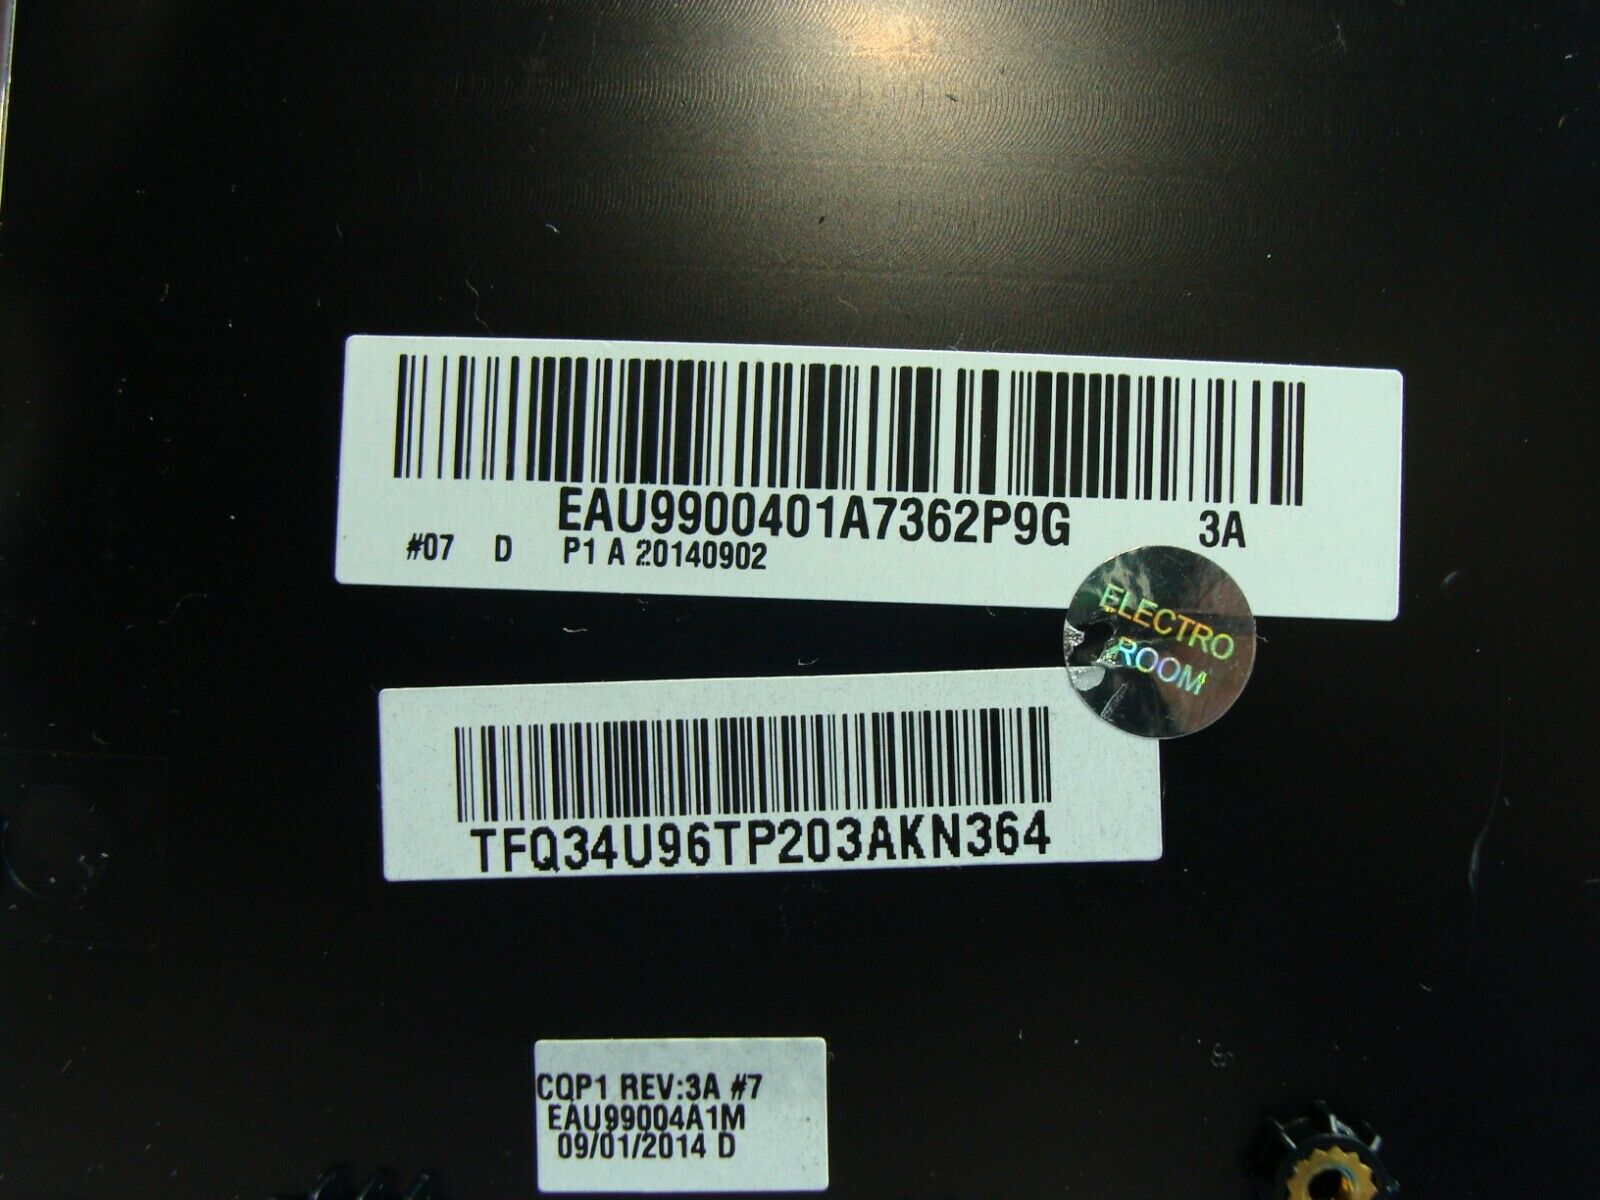 EAU9900401A7362P9G 3A
#07 D P1 A 20140902
ELECTRO
ROOM
TFQ34U96TP203AKN364
CQP1 REV:3A #7
EAU99004A1M
09/01/2014 D